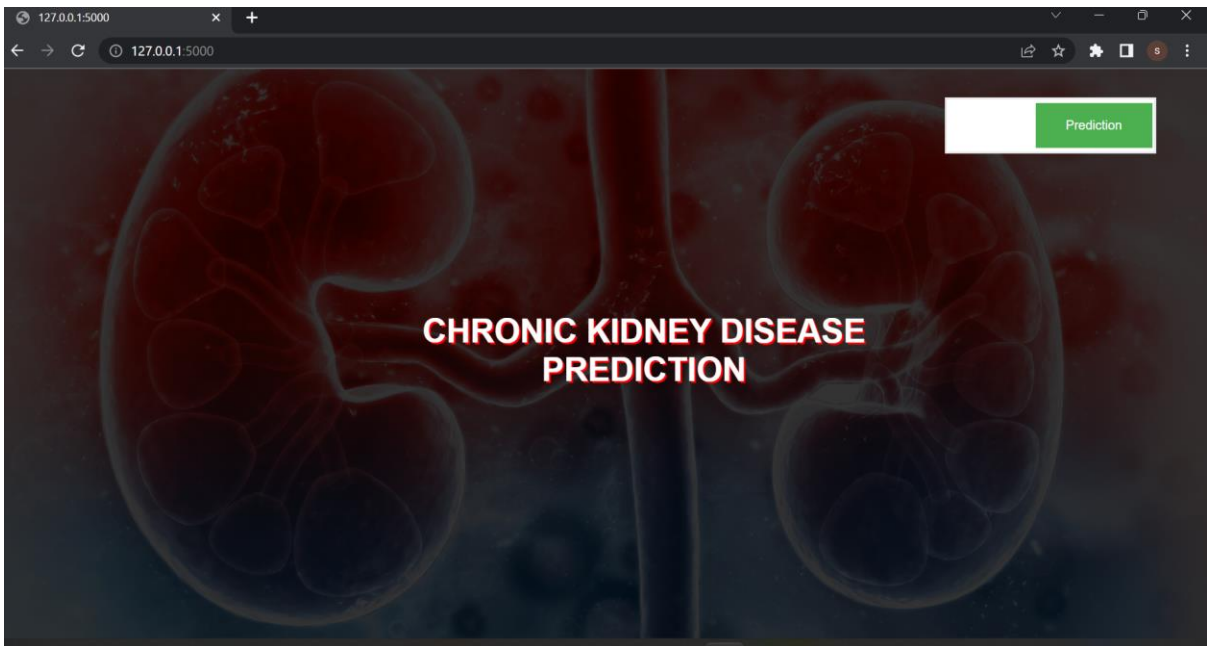 127.0.0.1:5000
127.0.0.1:5000
S
Prediction
CHRONIC KIDNEY DISEASE
PREDICTION